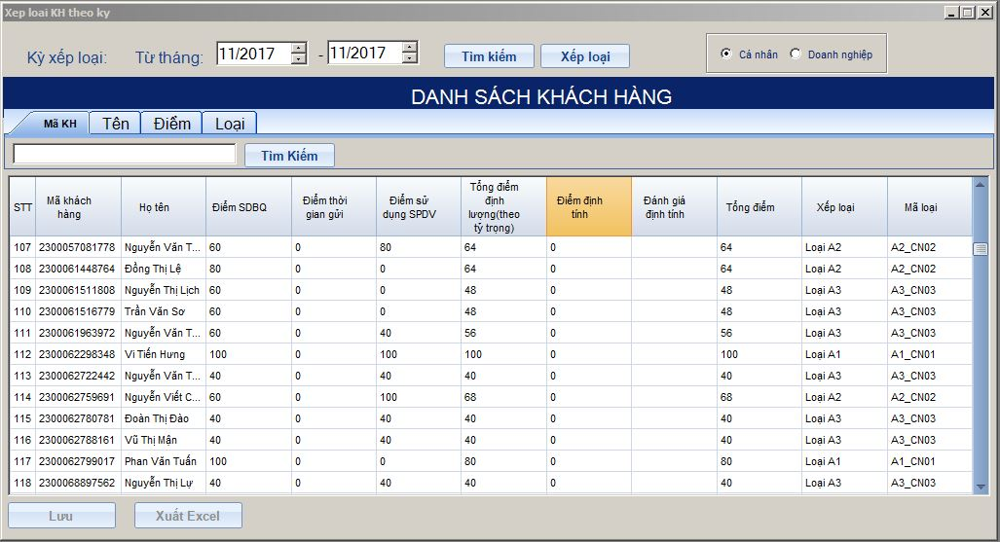 Xep loai KH theo ky
Kỳ xếp loại: Từ tháng: 11/2017 - 11/2017 Tìm kiếm Xếp loại Cá nhân Doanh nghiệp
DANH SÁCH KHÁCH HÀNG
Mã KH Tên Điểm Loại
Tìm Kiếm
STT Mã khách hàng Họ tên Điểm SDBQ Điểm thời gian gửi Điểm sử dụng SPDV Tổng điểm định lượng(theo tỷ trọng) Điểm định tính Đánh giá định tính Tổng điểm Xếp loại Mã loại
107 2300057081778 Nguyễn Văn T... 60 0 80 64 0 64 Loại A2 A2_CN02
108 2300061448764 Đồng Thị Lệ 80 0 0 64 0 64 Loại A2 A2_CN02
109 2300061511808 Nguyễn Thị Lịch 60 0 0 48 0 48 Loại A3 A3_CN03
110 2300061516779 Trần Văn Sơ 60 0 0 48 0 48 Loại A3 A3_CN03
111 2300061963972 Nguyễn Văn T... 60 0 40 56 0 56 Loại A3 A3_CN03
112 2300062298348 Vi Tiến Hưng 100 0 100 100 0 100 Loại A1 A1_CN01
113 2300062722442 Nguyễn Văn T... 40 0 40 40 0 40 Loại A3 A3_CN03
114 2300062759691 Nguyễn Viết C... 60 0 100 68 0 68 Loại A2 A2_CN02
115 2300062780781 Đoàn Thị Đào 40 0 40 40 0 40 Loại A3 A3_CN03
116 2300062788161 Vũ Thị Mận 40 0 40 40 0 40 Loại A3 A3_CN03
117 2300062799017 Phan Văn Tuấn 100 0 0 80 0 80 Loại A1 A1_CN01
118 2300068897562 Nguyễn Thị Lự 40 0 40 40 0 40 Loại A3 A3_CN03
Lưu Xuất Excel